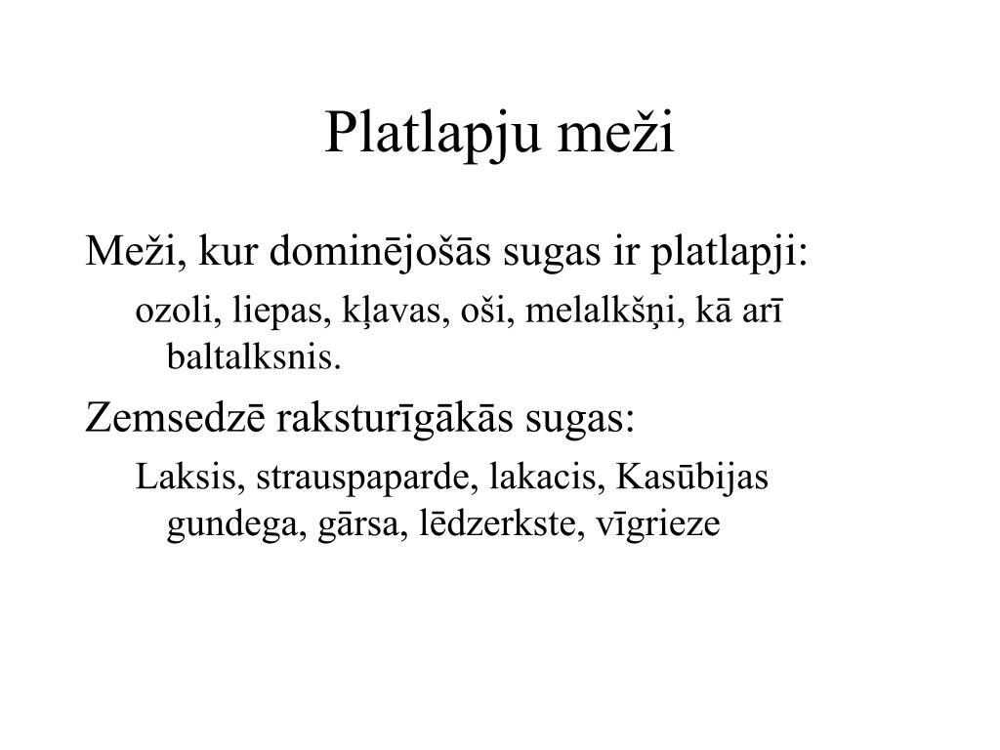 Platlapju meži
Meži, kur dominējošās sugas ir platlapji:
ozoli, liepas, kļavas, oši, melalkšņi, kā arī
baltalksnis.
Zemsedzē raksturīgākās sugas:
Laksis, strauspaparde, lakacis, Kasūbijas
gundega, gārsa, lēdzerkste, vīgrieze